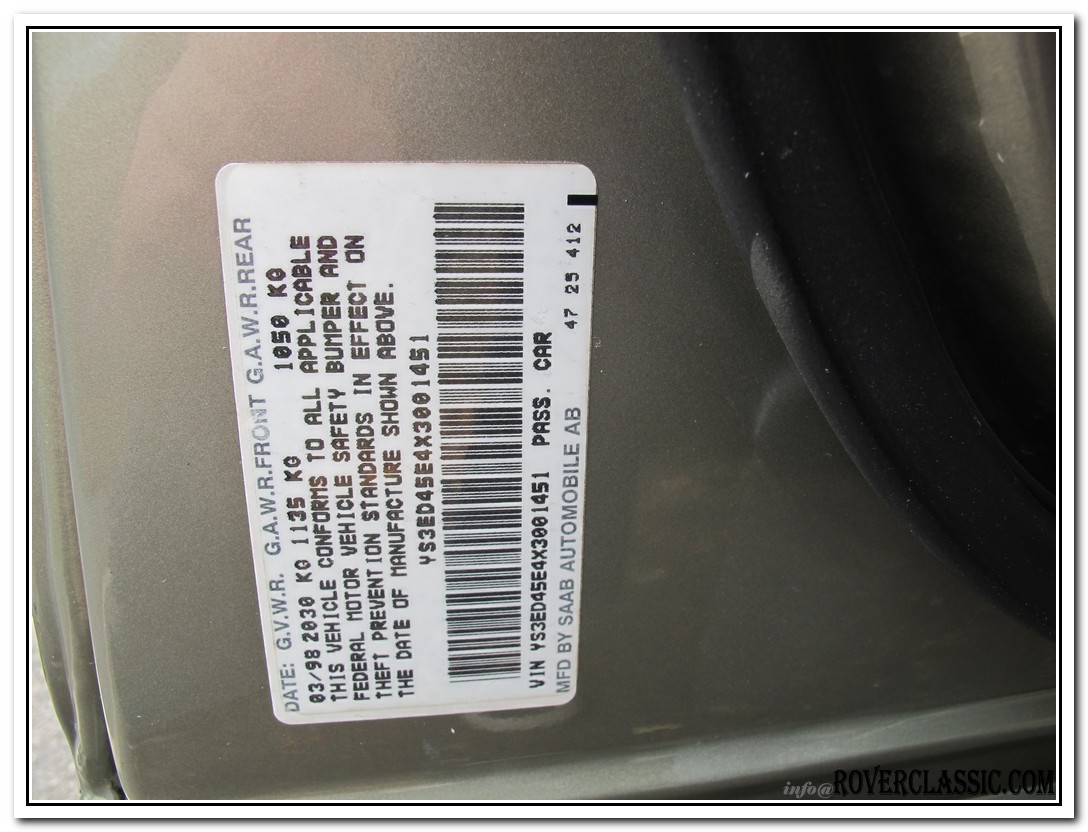 DATE: G.V.W.R. G.A.W.R.FRONT G.A.W.R.REAR
03/98 2030 KG 1135 KG 1050 KG
THIS VEHICLE CONFORMS TO ALL APPLICABLE
FEDERAL MOTOR VEHICLE SAFETY BUMPER AND
THEFT PREVENTION STANDARDS IN EFFECT ON
THE DATE OF MANUFACTURE SHOWN ABOVE.
YS3ED45E4X3001451
VIN YS3ED45E4X3001451 PASS. CAR
MFD BY SAAB AUTOMOBILE AB 47 25 412
info@ROVERCLASSIC.COM